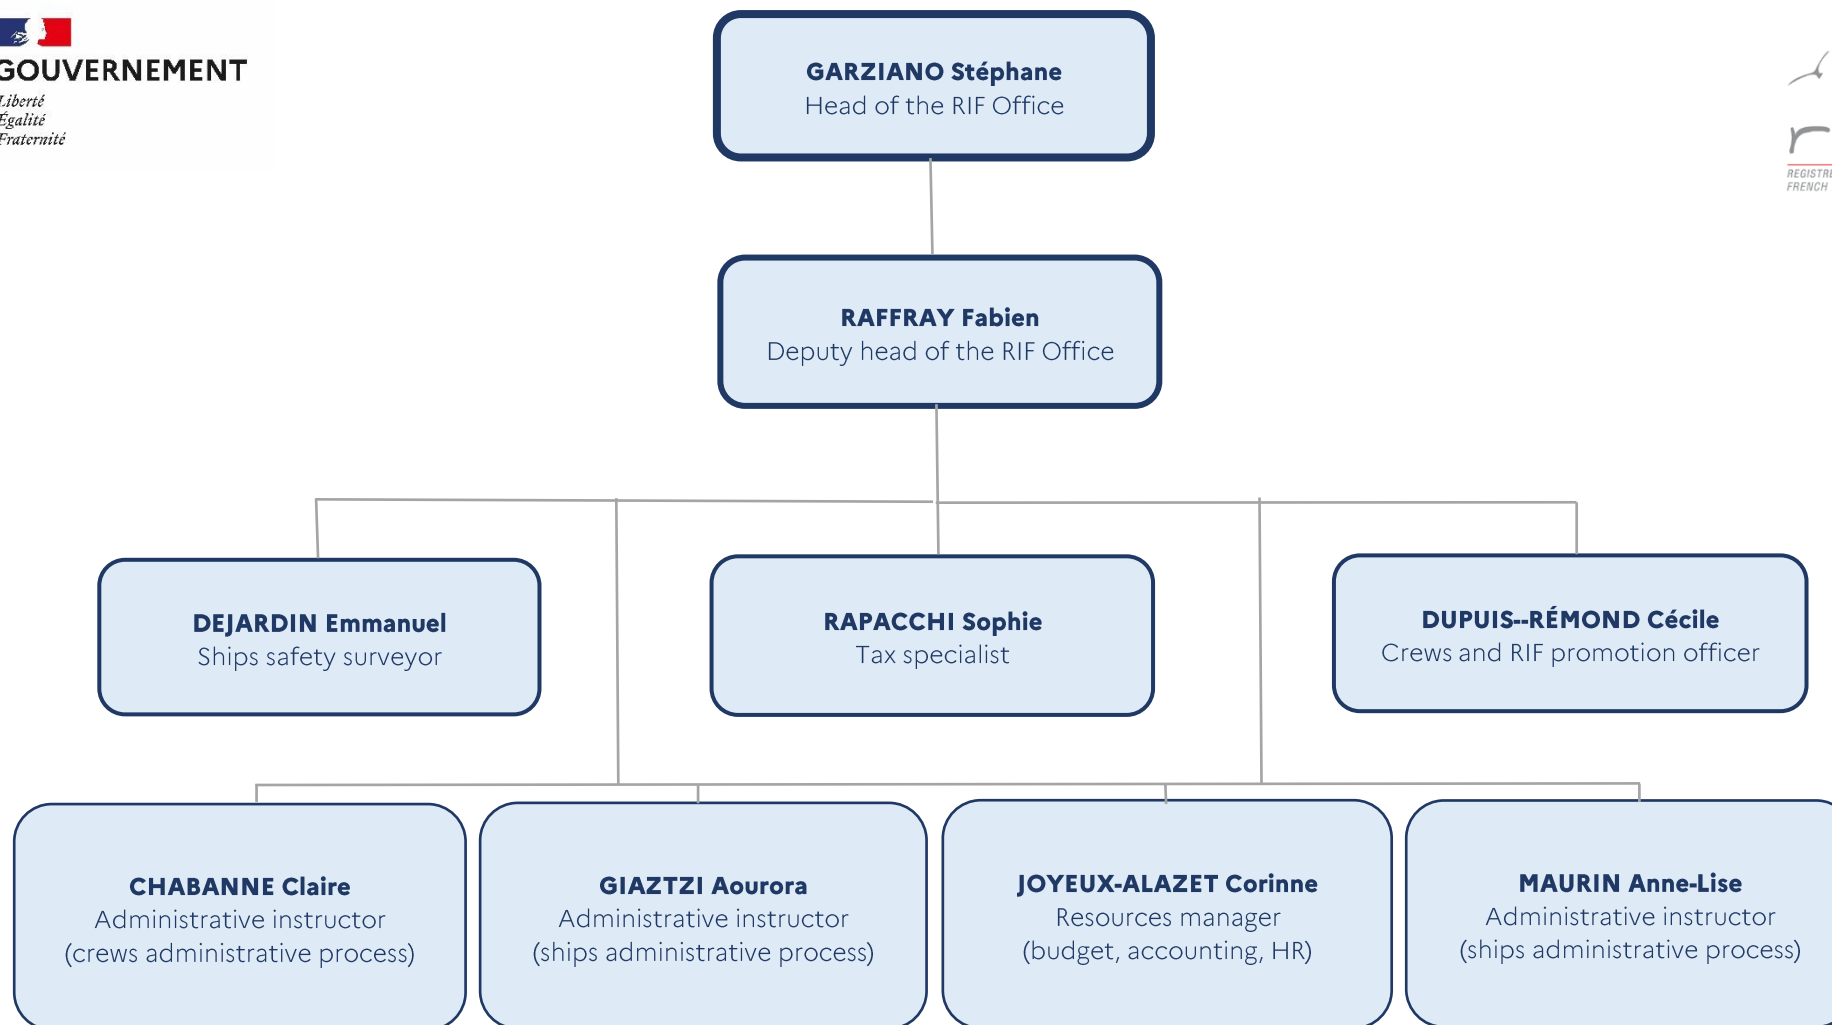 GOUVERNEMENT
Liberté
Égalité
Fraternité
REGISTRE
FRENCH
GARZIANO Stéphane
Head of the RIF Office
RAFFRAY Fabien
Deputy head of the RIF Office
DEJARDIN Emmanuel
Ships safety surveyor
RAPACCHI Sophie
Tax specialist
DUPUIS--RÉMOND Cécile
Crews and RIF promotion officer
CHABANNE Claire
Administrative instructor
(crews administrative process)
GIAZTZI Aourora
Administrative instructor
(ships administrative process)
JOYEUX-ALAZET Corinne
Resources manager
(budget, accounting, HR)
MAURIN Anne-Lise
Administrative instructor
(ships administrative process)